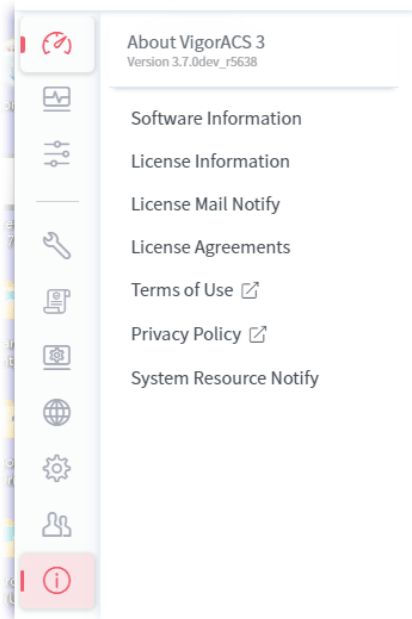 About VigorACS 3
Version 3.7.0dev_r5638
Software Information
License Information
License Mail Notify
License Agreements
Terms of Use
Privacy Policy
System Resource Notify